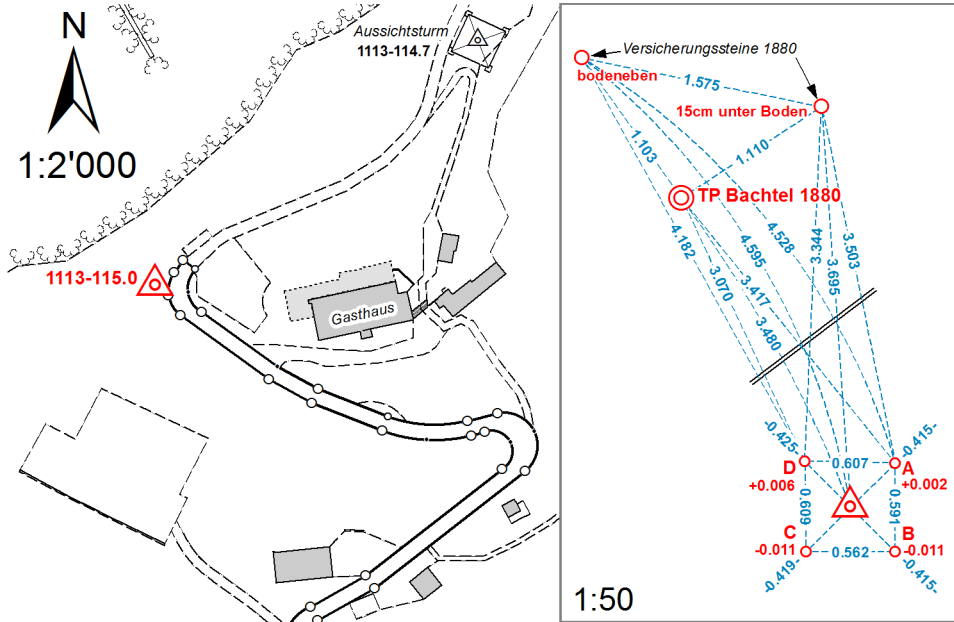 N
1:2'000
Aussichtsturm
1113-114.7
1113-115.0
Gasthaus
Versicherungssteine 1880
bodeneben
1.575
15cm unter Boden
1.103
1.110
TP Bachtel 1880
4.182
3.070
4.595
3.417
3.480
4.528
3.344
3.695
3.503
-0.425-
-0.415-
D
0.607
A
+0.006
+0.002
0.609
0.591
C
B
-0.011
0.562
-0.011
-0.419-
-0.415-
1:50